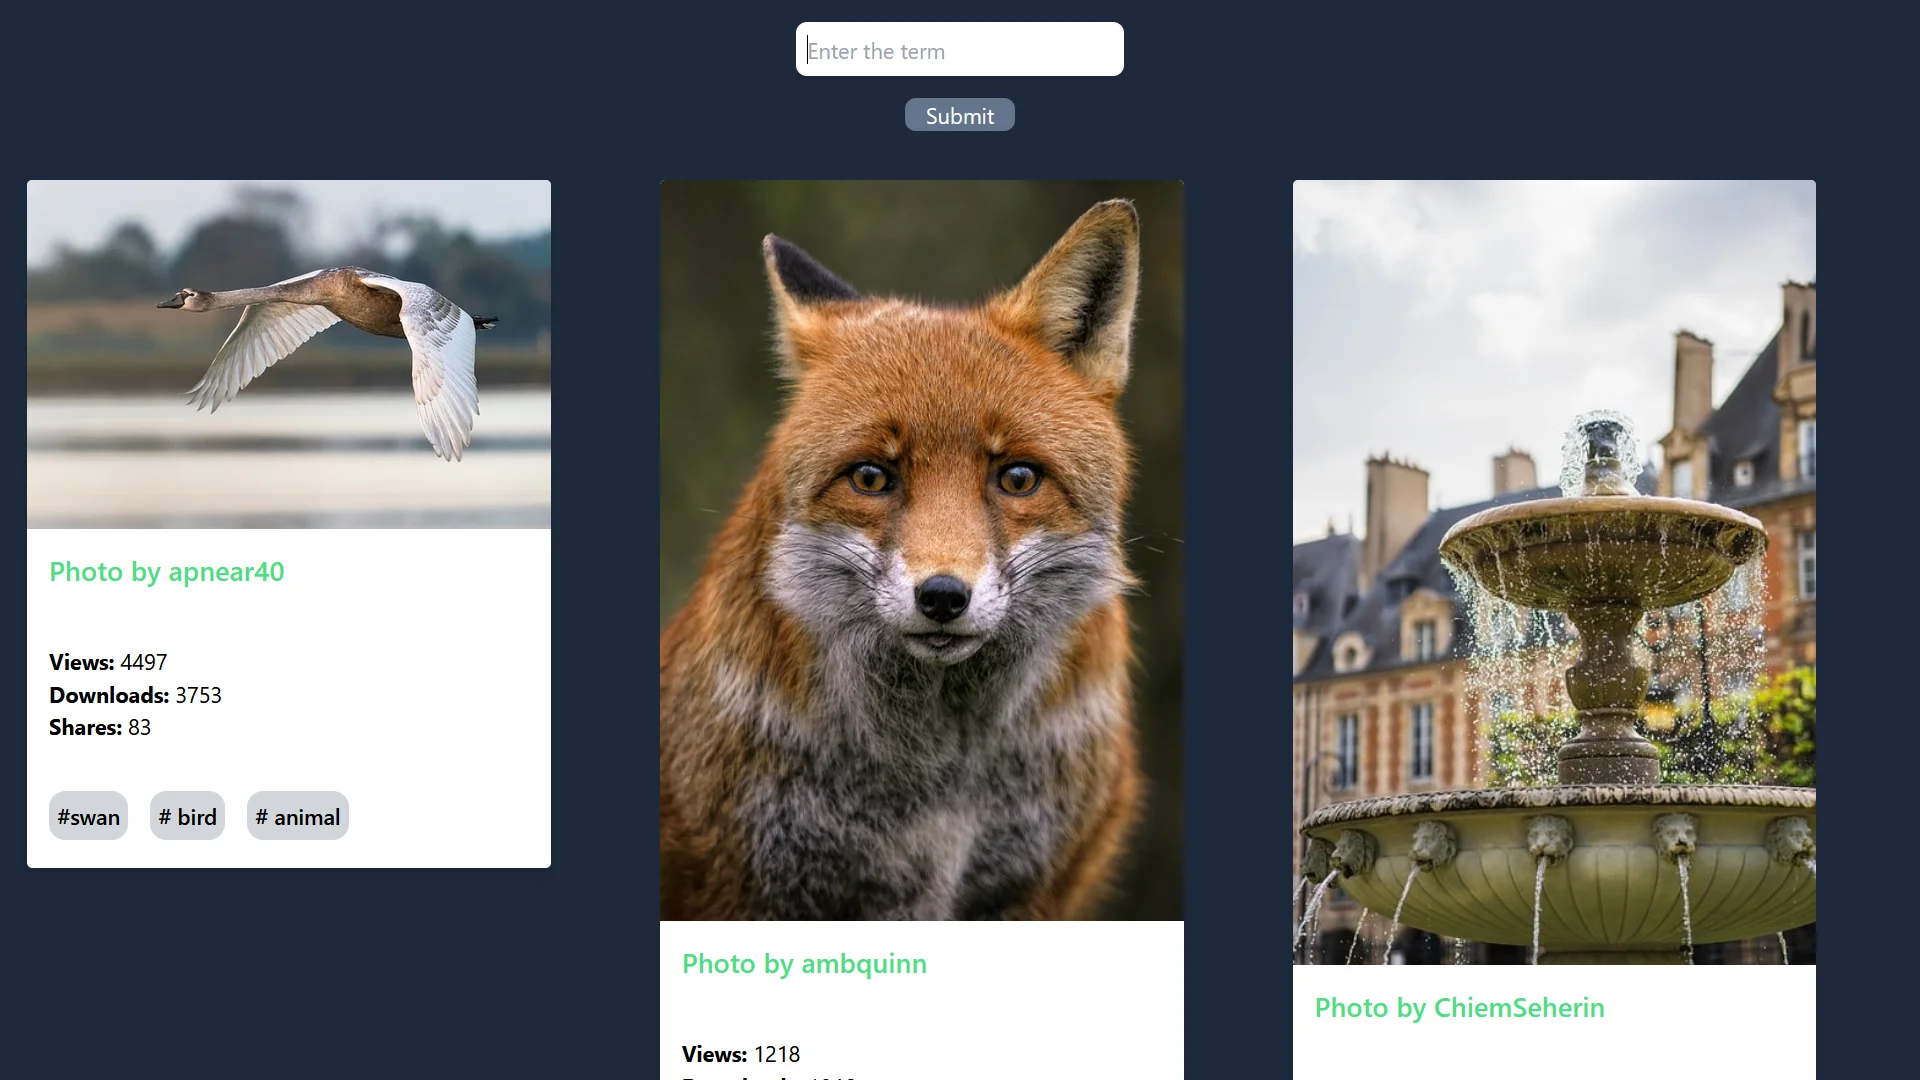 Enter the term
Submit
Photo by apnear40
Views: 4497
Downloads: 3753
Shares: 83
#swan
# bird
# animal
Photo by ambquinn
Views: 1218
Photo by ChiemSeherin